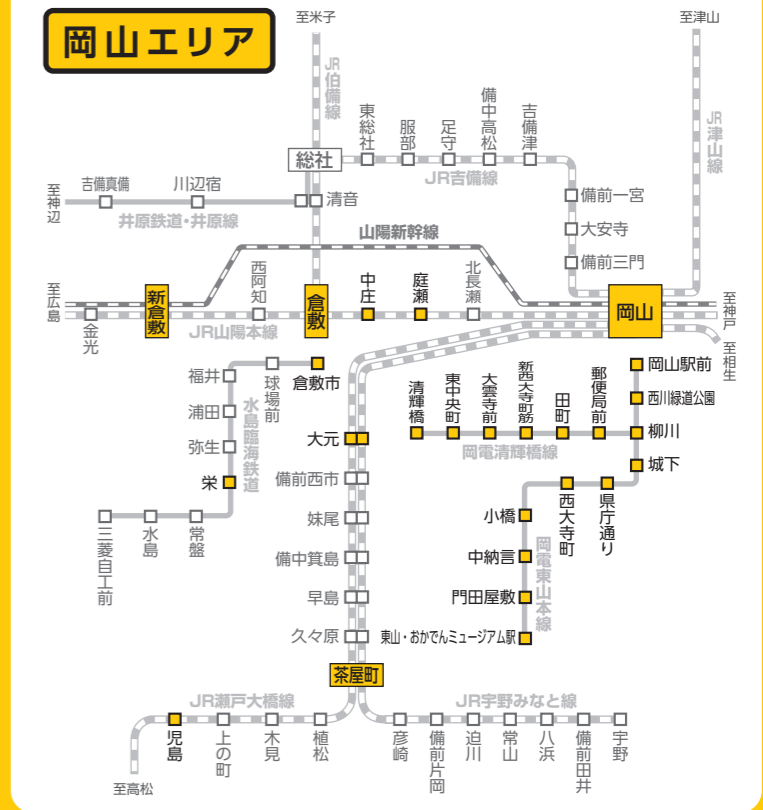 岡山エリア
至米子
至津山
JR伯備線
JR津山線
総社
東総社
服部
足守
備中高松
吉備津
JR吉備線
至神辺
吉備真備
川辺宿
清音
井原鉄道・井原線
備前一宮
大安寺
備前三門
山陽新幹線
至広島
金光
新倉敷
西阿知
倉敷
中庄
庭瀬
北長瀬
岡山
至神戸
至相生
JR山陽本線
福井
球場前
倉敷市
浦田
弥生
栄
水島臨海鉄道
三菱自工前
水島
常盤
清輝橋
東中央町
大雲寺前
新西大寺町筋
田町
郵便局前
岡山駅前
西川緑道公園
柳川
城下
岡電清輝橋線
県庁通り
西大寺町
小橋
中納言
門田屋敷
東山・おかでんミュージアム駅
岡電東山本線
大元
備前西市
妹尾
備中箕島
早島
久々原
茶屋町
JR瀬戸大橋線
JR宇野みなと線
児島
上の町
木見
植松
彦崎
備前片岡
迫川
常山
八浜
備前田井
宇野
至高松